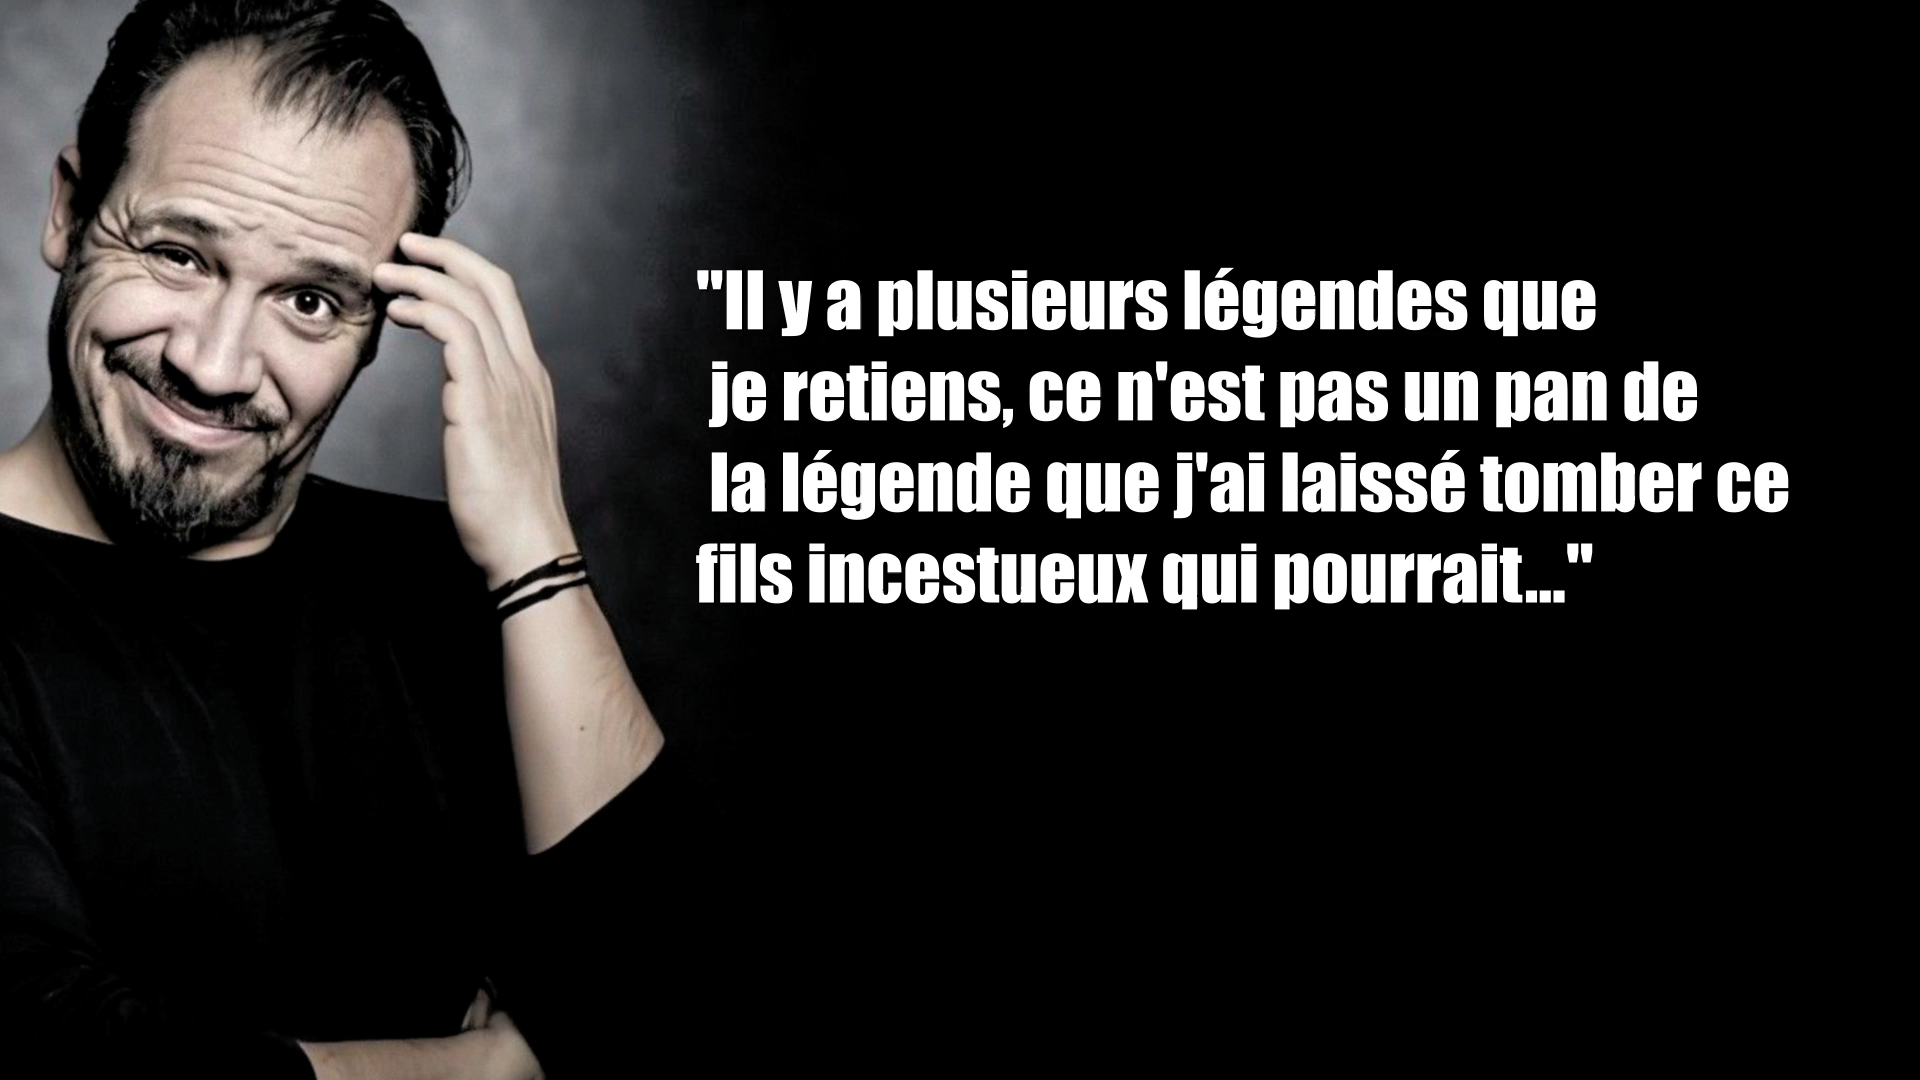 "Il y a plusieurs légendes que
je retiens, ce n'est pas un pan de
la légende que j'ai laissé tomber ce
fils incestueux qui pourrait..."